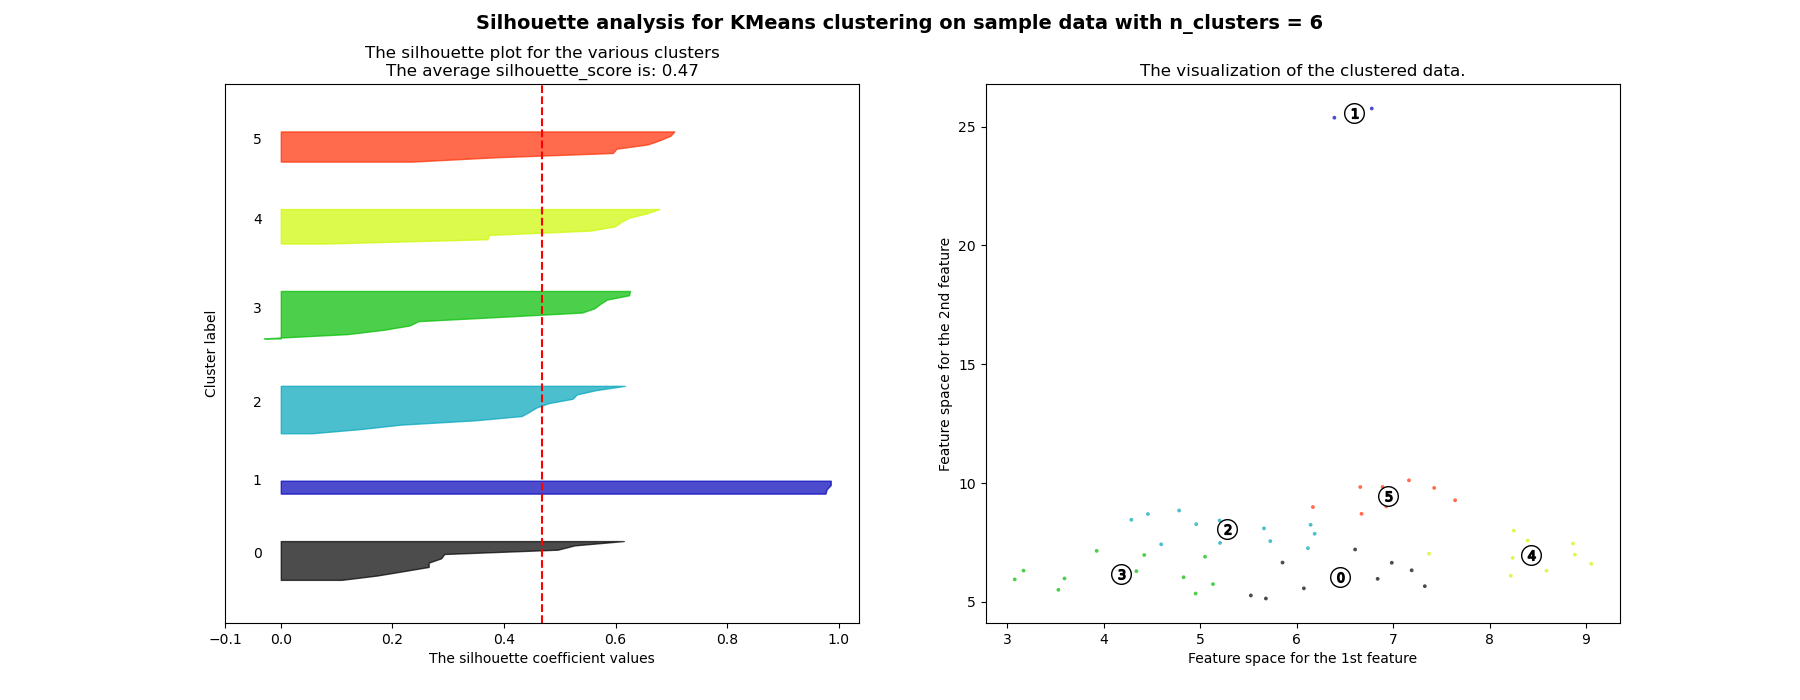 Silhouette analysis for KMeans clustering on sample data with n_clusters = 6
The silhouette plot for the various clusters
The average silhouette_score is: 0.47
5
4
3
2
1
0
Cluster label
−0.1 0.0 0.2 0.4 0.6 0.8 1.0
The silhouette coefficient values
The visualization of the clustered data.
25
20
15
10
5
Feature space for the 2nd feature
1
5
2
4
3
0
3 4 5 6 7 8 9
Feature space for the 1st feature